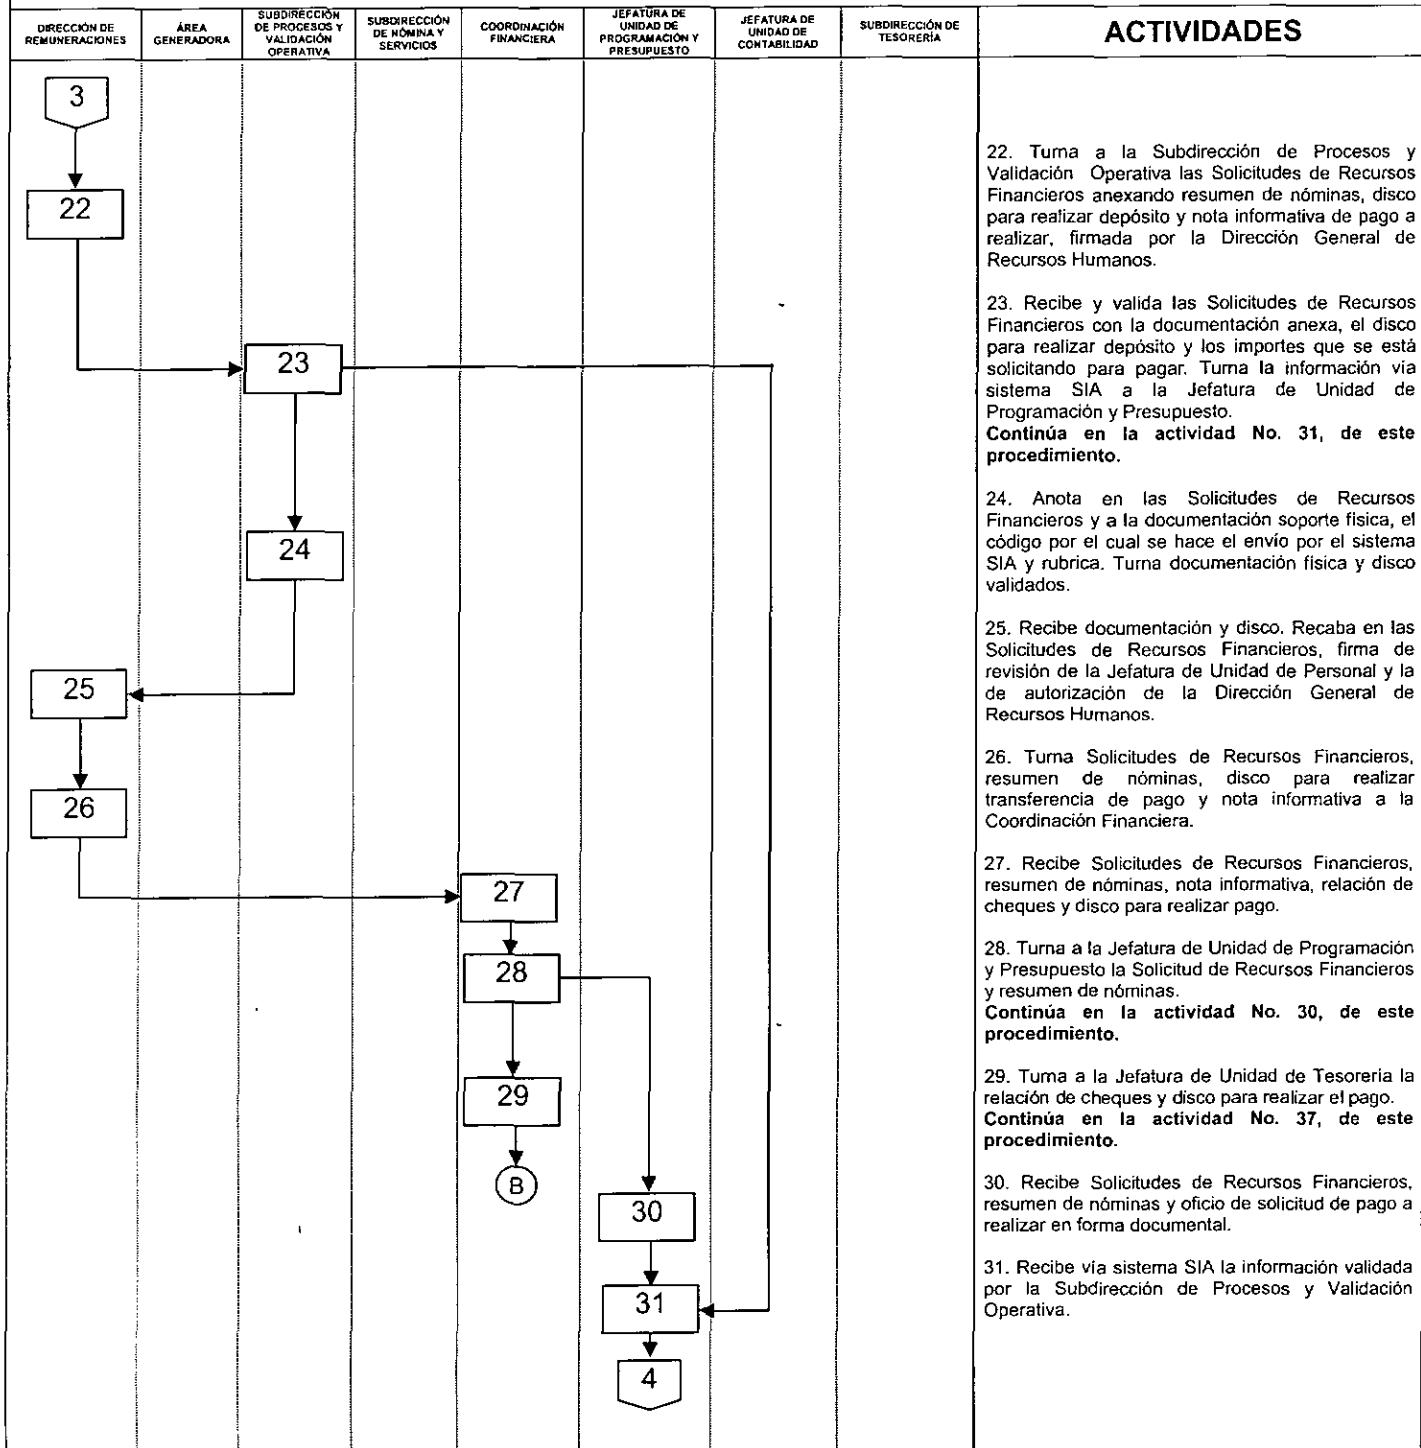 DIRECCIÓN DE
REMUNERACIONES
ÁREA
GENERADORA
SUBDIRECCIÓN
DE PROCESOS Y
VALIDACIÓN
OPERATIVA
SUBDIRECCIÓN
DE NÓMINA Y
SERVICIOS
COORDINACIÓN
FINANCIERA
JEFATURA DE
UNIDAD DE
PROGRAMACIÓN Y
PRESUPUESTO
JEFATURA DE
UNIDAD DE
CONTABILIDAD
SUBDIRECCIÓN DE
TESORERÍA
ACTIVIDADES
3
22
23
24
25
26
27
28
29
B
30
31
4
22. Turna a la Subdirección de Procesos y
Validación Operativa las Solicitudes de Recursos
Financieros anexando resumen de nóminas, disco
para realizar depósito y nota informativa de pago a
realizar, firmada por la Dirección General de
Recursos Humanos.
23. Recibe y valida las Solicitudes de Recursos
Financieros con la documentación anexa, el disco
para realizar depósito y los importes que se está
solicitando para pagar. Turna la información vía
sistema SIA a la Jefatura de Unidad de
Programación y Presupuesto.
Continúa en la actividad No. 31, de este
procedimiento.
24. Anota en las Solicitudes de Recursos
Financieros y a la documentación soporte física, el
código por el cual se hace el envío por el sistema
SIA y rubrica. Turna documentación física y disco
validados.
25. Recibe documentación y disco. Recaba en las
Solicitudes de Recursos Financieros, firma de
revisión de la Jefatura de Unidad de Personal y la
de autorización de la Dirección General de
Recursos Humanos.
26. Turna Solicitudes de Recursos Financieros,
resumen de nóminas, disco para realizar
transferencia de pago y nota informativa a la
Coordinación Financiera.
27. Recibe Solicitudes de Recursos Financieros,
resumen de nóminas, nota informativa, relación de
cheques y disco para realizar pago.
28. Turna a la Jefatura de Unidad de Programación
y Presupuesto la Solicitud de Recursos Financieros
y resumen de nóminas.
Continúa en la actividad No. 30, de este
procedimiento.
29. Turna a la Jefatura de Unidad de Tesorería la
relación de cheques y disco para realizar el pago.
Continúa en la actividad No. 37, de este
procedimiento.
30. Recibe Solicitudes de Recursos Financieros,
resumen de nóminas y oficio de solicitud de pago a
realizar en forma documental.
31. Recibe vía sistema SIA la información validada
por la Subdirección de Procesos y Validación
Operativa.